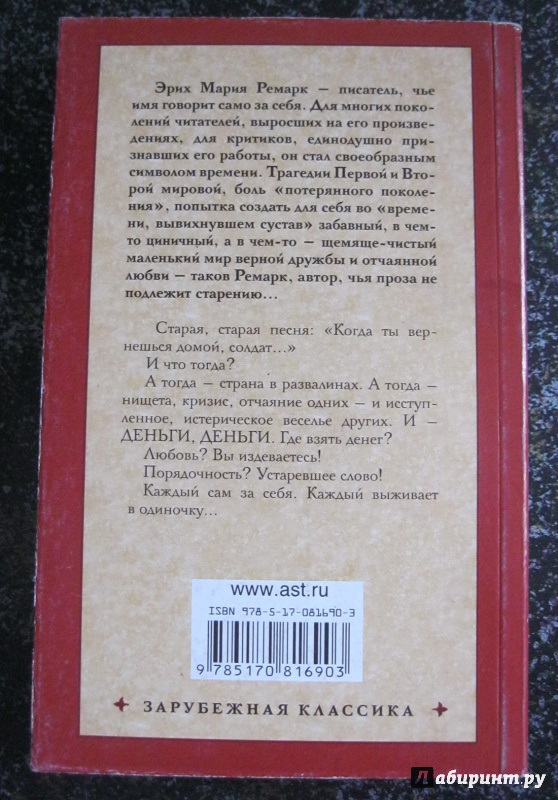 Эрих Мария Ремарк – писатель, чье
имя говорит само за себя. Для многих поко-
лений читателей, выросших на его произве-
дениях, для критиков, единодушно при-
знавших его работы, он стал своеобразным
символом времени. Трагедии Первой и Вто-
рой мировой, боль «потерянного поколе-
ния», попытка создать для себя во «време-
ни, вывихнувшем сустав» забавный, в чем-
то циничный, а в чем-то – щемяще-чистый
маленький мир верной дружбы и отчаянной
любви – таков Ремарк, автор, чья проза не
подлежит старению...
Старая, старая песня: «Когда ты вер-
нешься домой, солдат...»
И что тогда?
А тогда – страна в развалинах. А тогда –
нищета, кризис, отчаяние одних – и исступ-
ленное, истерическое веселье других. И –
ДЕНЬГИ, ДЕНЬГИ. Где взять денег?
Любовь? Вы издеваетесь!
Порядочность? Устаревшее слово!
Каждый сам за себя. Каждый выживает
в одиночку...
www.ast.ru
ISBN 978-5-17-081690-3
9 785170 816903
ЗАРУБЕЖНАЯ КЛАССИКА
Лабиринт.ру